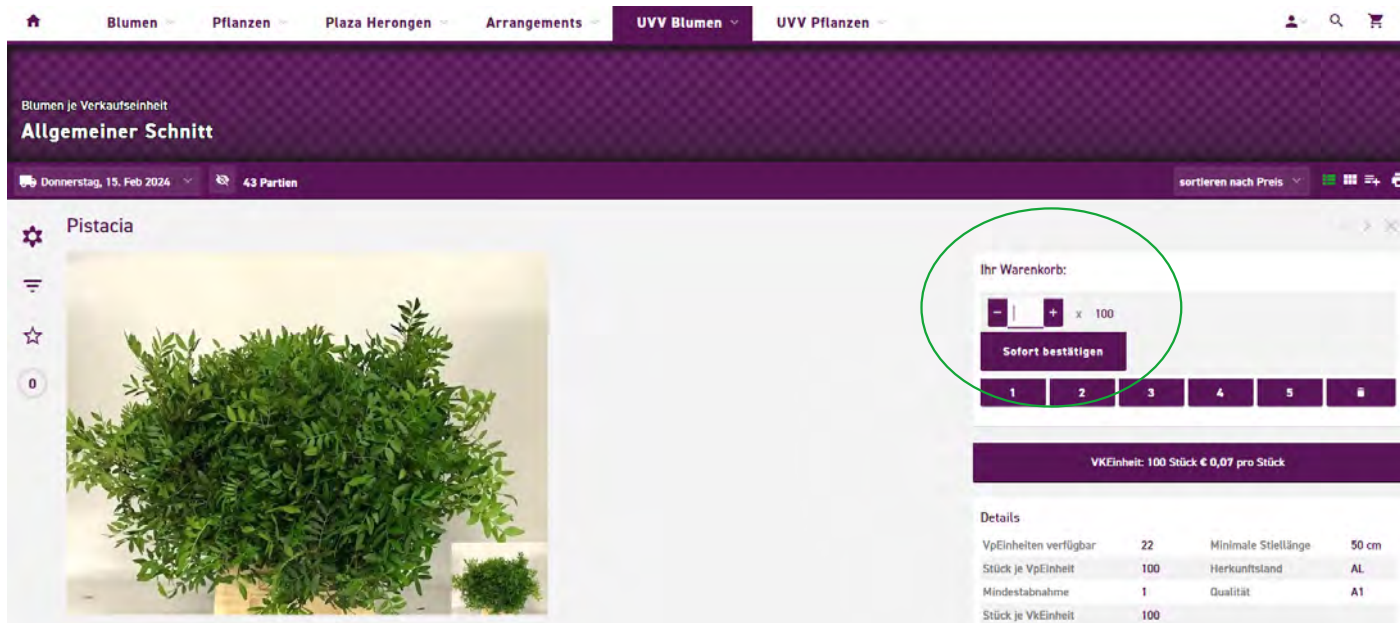 Blumen Pflanzen Plaza Herongen Arrangements UVV Blumen UVV Pflanzen
Blumen je Verkaufseinheit
Allgemeiner Schnitt
Donnerstag, 15. Feb 2024 43 Partien sortieren nach Preis
Pistacia
Ihr Warenkorb:
- + x 100
Sofort bestätigen
0
1 2 3 4 5
VKEinheit: 100 Stück € 0,07 pro Stück
Details
VpEinheiten verfügbar 22 Minimale Stiellänge 50 cm
Stück je VpEinheit 100 Herkunftsland AL
Mindestabnahme 1 Qualität A1
Stück je VkEinheit 100